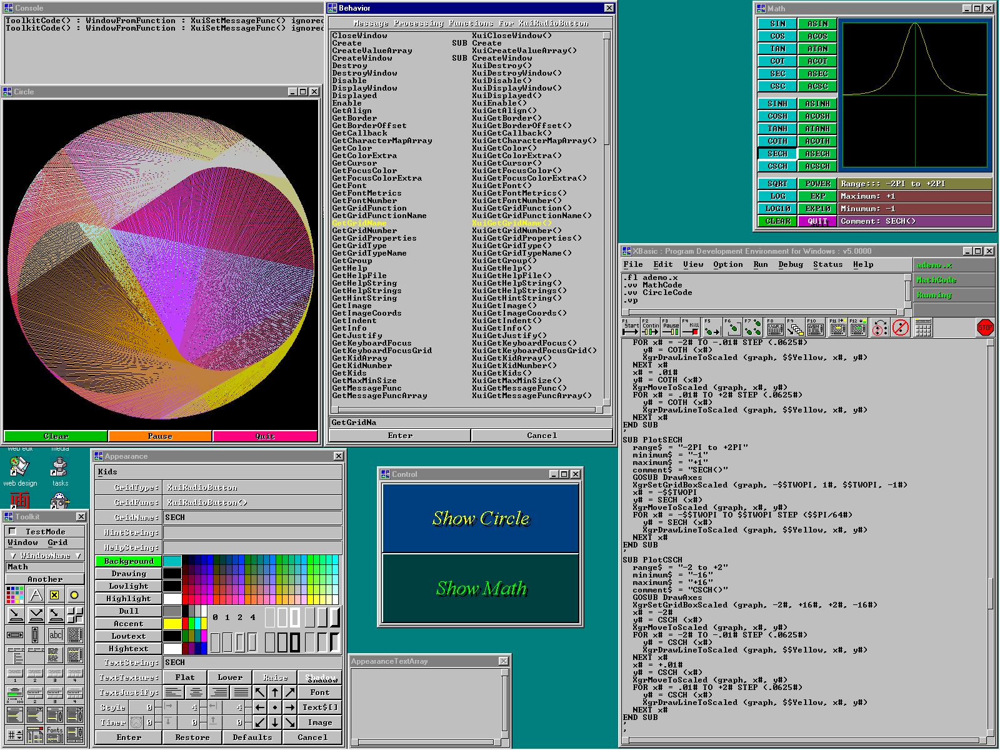 Console
ToolkitCode() : WindowFromFunction : XuiSetMessageFunc() ignored
ToolkitCode() : WindowFromFunction : XuiSetMessageFunc() ignored
Circle
Clear Pause Quit
Behavior
Message Processing Functions For XuiRadioButton
CloseWindow XuiCloseWindow()
Create SUB Create
CreateValueArray XuiCreateValueArray()
CreateWindow SUB CreateWindow
Destroy XuiDestroy()
DestroyWindow XuiDestroyWindow()
Disable XuiDisable()
DisplayWindow XuiDisplayWindow()
Displayed XuiDisplayed()
Enable XuiEnable()
GetAlign XuiGetAlign()
GetBorder XuiGetBorder()
GetBorderOffset XuiGetBorderOffset()
GetCallback XuiGetCallback()
GetCharacterMapArray XuiGetCharacterMapArray()
GetColor XuiGetColor()
GetColorExtra XuiGetColorExtra()
GetCursor XuiGetCursor()
GetFocusColor XuiGetFocusColor()
GetFocusColorExtra XuiGetFocusColorExtra()
GetFont XuiGetFont()
GetFontMetrics XuiGetFontMetrics()
GetFontNumber XuiGetFontNumber()
GetGridFunction XuiGetGridFunction()
GetGridFunctionName XuiGetGridFunctionName()
GetGridName XuiGetGridName()
GetGridNumber XuiGetGridNumber()
GetGridProperties XuiGetGridProperties()
GetGridType XuiGetGridType()
GetGridTypeName XuiGetGridTypeName()
GetGroup XuiGetGroup()
GetHelp XuiGetHelp()
GetHelpFile XuiGetHelpFile()
GetHelpString XuiGetHelpString()
GetHelpStrings XuiGetHelpStrings()
GetHintString XuiGetHintString()
GetImage XuiGetImage()
GetImageCoords XuiGetImageCoords()
GetIndent XuiGetIndent()
GetInfo XuiGetInfo()
GetJustify XuiGetJustify()
GetKeyboardFocus XuiGetKeyboardFocus()
GetKeyboardFocusGrid XuiGetKeyboardFocusGrid()
GetKidArray XuiGetKidArray()
GetKidNumber XuiGetKidNumber()
GetKids XuiGetKids()
GetMaxMinSize XuiGetMaxMinSize()
GetMessageFunc XuiGetMessageFunc()
GetMessageFuncArray XuiGetMessageFuncArray()
GetGridNa
Enter Cancel
Math
SIN ASIN
COS ACOS
TAN ATAN
COT ACOT
SEC ASEC
CSC ACSC
SINH ASINH
COSH ACOSH
TANH ATANH
COTH ACOTH
SECH ASECH
CSCH ACSCH
SQRT POWER Range::: -2PI to +2PI
LOG EXP Maximum: +1
LOG10 EXP10 Minumum: -1
CLEAR QUIT Comment: SECH()
XBasic : Program Development Environment for Windows : v5.0000
File Edit View Option Run Debug Status Help
ademo.x
MathCode
Running
.fl ademo.x
.vv MathCode
.vv CircleCode
.vp
F1 Start F2 Contin F3 Pause F4 Kill F5 F6 F7 F8 F9 F10 F11 F12 STOP
FOR x# = -2# TO -.01# STEP (.0625#)
y# = COTH (x#)
XgrDrawLineToScaled (graph, $$Yellow, x#, y#)
NEXT x#
x# = .01#
y# = COTH (x#)
XgrMoveToScaled (graph, x#, y#)
FOR x# = .01# TO +2# STEP (.0625#)
y# = COTH (x#)
XgrDrawLineToScaled (graph, $$Yellow, x#, y#)
NEXT x#
END SUB
'
SUB PlotSECH
range$ = "-2PI to +2PI"
minimum$ = "-1"
maximum$ = "+1"
comment$ = "SECH()"
GOSUB DrawAxes
XgrSetGridBoxScaled (graph, -$$TWOPI, 1#, $$TWOPI, -1#)
x# = -$$TWOPI
y# = SECH (x#)
XgrMoveToScaled (graph, x#, y#)
FOR x# = -$$TWOPI TO $$TWOPI STEP ($$PI/64#)
y# = SECH (x#)
XgrDrawLineToScaled (graph, $$Yellow, x#, y#)
NEXT x#
END SUB
'
SUB PlotCSCH
range$ = "-2 to +2"
minimum$ = "-16"
maximum$ = "+16"
comment$ = "CSCH()"
GOSUB DrawAxes
XgrSetGridBoxScaled (graph, -2#, +16#, +2#, -16#)
x# = -2#
y# = CSCH (x#)
XgrMoveToScaled (graph, x#, y#)
FOR x# = -2# TO -.01# STEP (.0625#)
y# = CSCH (x#)
XgrDrawLineToScaled (graph, $$Yellow, x#, y#)
NEXT x#
x# = +.01#
y# = CSCH (x#)
XgrMoveToScaled (graph, x#, y#)
FOR x# = .01# TO +2# STEP (.0625#)
y# = CSCH (x#)
XgrDrawLineToScaled (graph, $$Yellow, x#, y#)
NEXT x#
END SUB
'
'
web edit media
web design tasks
画
Toolkit
TestMode
Window Grid
WindowName
Math
Another
A
abc
1 2 3 4
1 2 3 4
100 2 3 4
# Fonts
Appearance
Kids
GridType: XuiRadioButton
GridFunc: XuiRadioButton()
GridName: SECH
HintString:
HelpString:
Background
Drawing
Lowlight
Highlight
Dull
Accent
Lowtext
Hightext
0 1 2 4
TextString: SECH
TextTexture: Flat Lower Raise Shadow
TextJustify: Font
Style 0 4 4 Text$[]
Timer 0 0 0 Image
Enter Restore Defaults Cancel
Control
Show Circle
Show Math
AppearanceTextArray